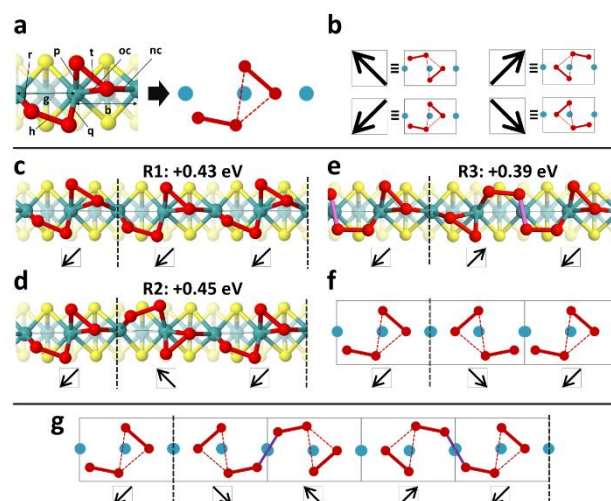 a
b
r
p
t
oc
nc
g
b
h
q
≡
≡
≡
≡
c
R1: +0.43 eV
e
R3: +0.39 eV
d
R2: +0.45 eV
f
g